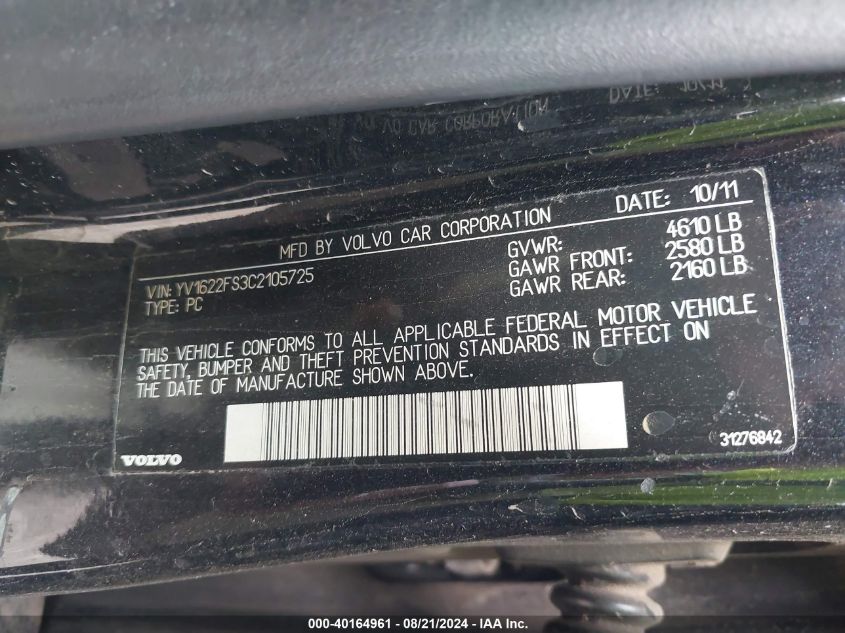 MFD BY VOLVO CAR CORPORATION DATE: 10/11
VIN: YV1622FS3C2105725 GVWR: 4610 LB
TYPE: PC GAWR FRONT: 2580 LB
GAWR REAR: 2160 LB
THIS VEHICLE CONFORMS TO ALL APPLICABLE FEDERAL MOTOR VEHICLE
SAFETY, BUMPER AND THEFT PREVENTION STANDARDS IN EFFECT ON
THE DATE OF MANUFACTURE SHOWN ABOVE.
VOLVO 31276842
000-40164961 - 08/21/2024 - IAA Inc.